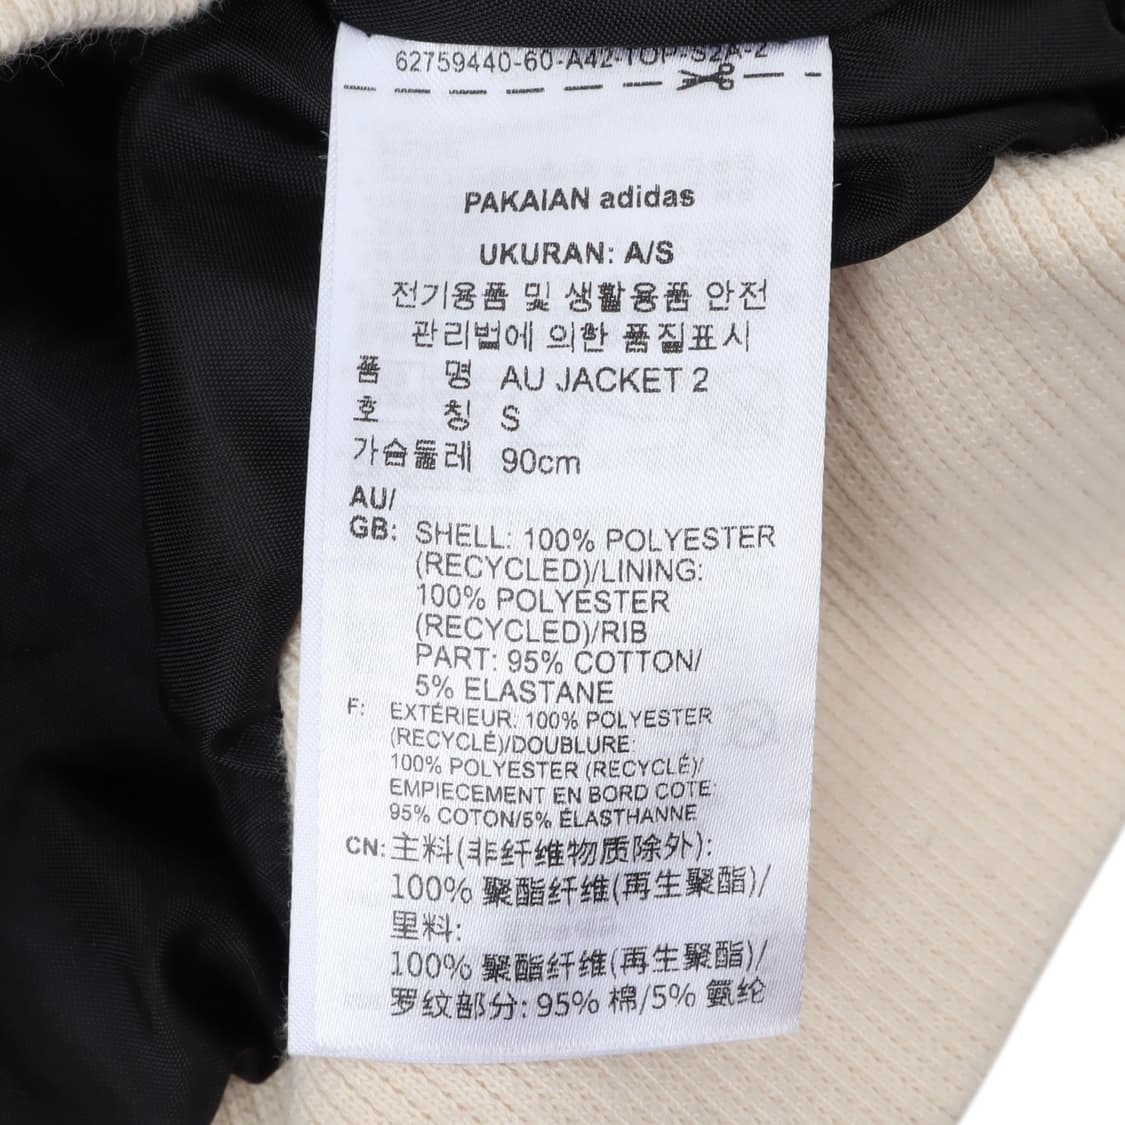 62759440-60-A42-TOP-S2A-2
PAKAIAN adidas
UKURAN: A/S
전기용품 및 생활용품 안전
관리법에 의한 품질표시
품 명 AU JACKET 2
호 칭 S
가슴둘레 90cm
AU/
GB: SHELL: 100% POLYESTER
(RECYCLED)/LINING:
100% POLYESTER
(RECYCLED)/RIB
PART: 95% COTTON/
5% ELASTANE
F: EXTÉRIEUR: 100% POLYESTER
(RECYCLÉ)/DOUBLURE:
100% POLYESTER (RECYCLÉ)/
EMPIECEMENT EN BORD COTE:
95% COTON/5% ÉLASTHANNE
CN: 主料(非纤维物质除外):
100% 聚酯纤维(再生聚酯)/
里料:
100% 聚酯纤维(再生聚酯)/
罗纹部分: 95% 棉/5% 氨纶